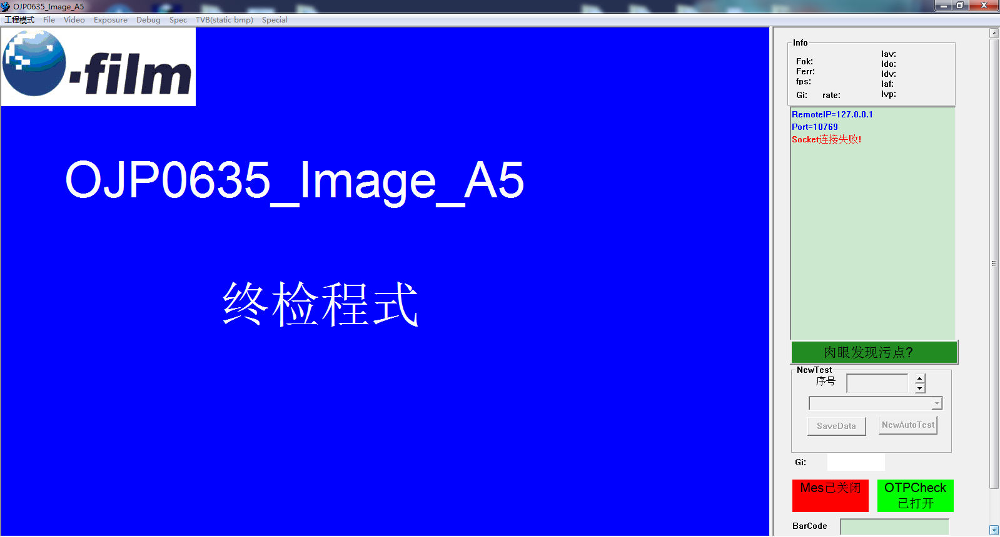 OJP0635_Image_A5
工程模式 File Video Exposure Debug Spec TVB(static bmp) Special
-film
OJP0635_Image_A5
终检程式
Info
Fok:
Ferr:
fps:
Gi: rate:
Iav:
Ido:
Idv:
Iaf:
Ivp:
RemoteIP=127.0.0.1
Port=10769
Socket连接失败!
肉眼发现污点?
NewTest
序号
SaveData NewAutoTest
Gi:
Mes已关闭
OTPCheck
已打开
BarCode